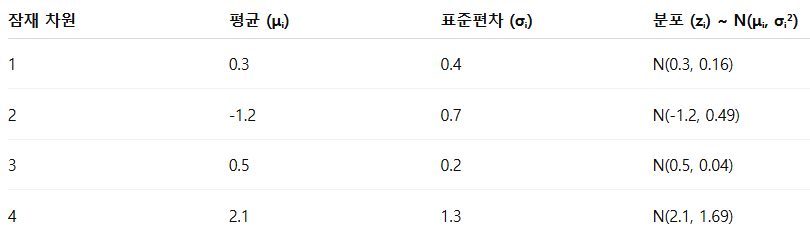 잠재 차원 평균 (μᵢ) 표준편차 (σᵢ) 분포 (zᵢ) ~ N(μᵢ, σᵢ²)
1 0.3 0.4 N(0.3, 0.16)
2 -1.2 0.7 N(-1.2, 0.49)
3 0.5 0.2 N(0.5, 0.04)
4 2.1 1.3 N(2.1, 1.69)